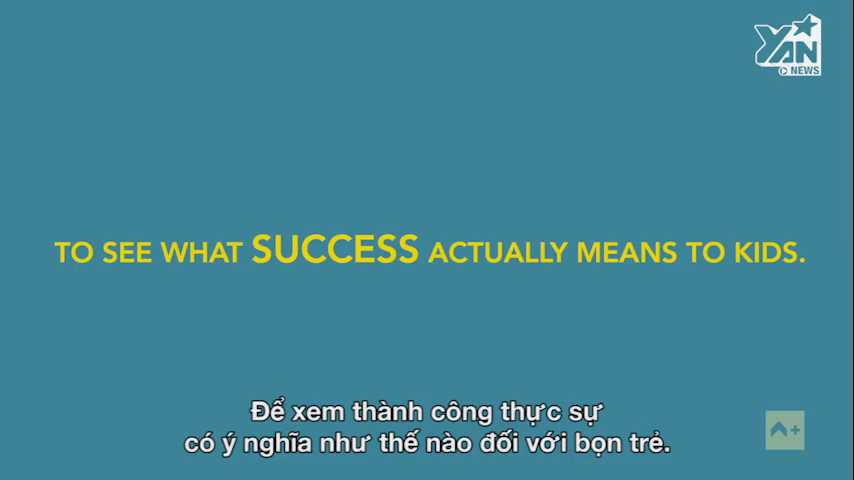 YAN
NEWS
TO SEE WHAT SUCCESS ACTUALLY MEANS TO KIDS.
Để xem thành công thực sự
có ý nghĩa như thế nào đối với bọn trẻ.
A+